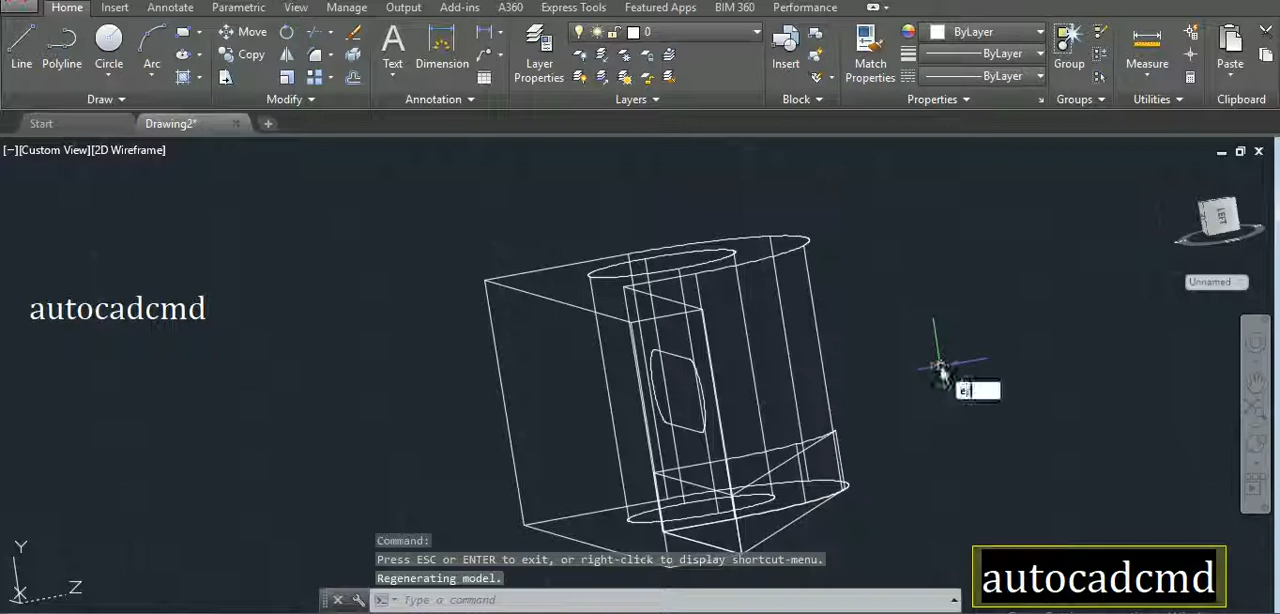 Home Insert Annotate Parametric View Manage Output Add-ins A360 Express Tools Featured Apps BIM 360 Performance
Line Polyline Circle Arc
Move
Copy
Text Dimension
Layer
Properties
0
Insert
Match
Properties
ByLayer
ByLayer
ByLayer
Group
Measure
Paste
Draw Modify Annotation Layers Block Properties Groups Utilities Clipboard
Start Drawing2*
[−][Custom View][2D Wireframe]
LEFT
Unnamed
autocadcmd
Y
X
Z
Command:
Press ESC or ENTER to exit, or right-click to display shortcut-menu.
Regenerating model.
Type a command
autocadcmd